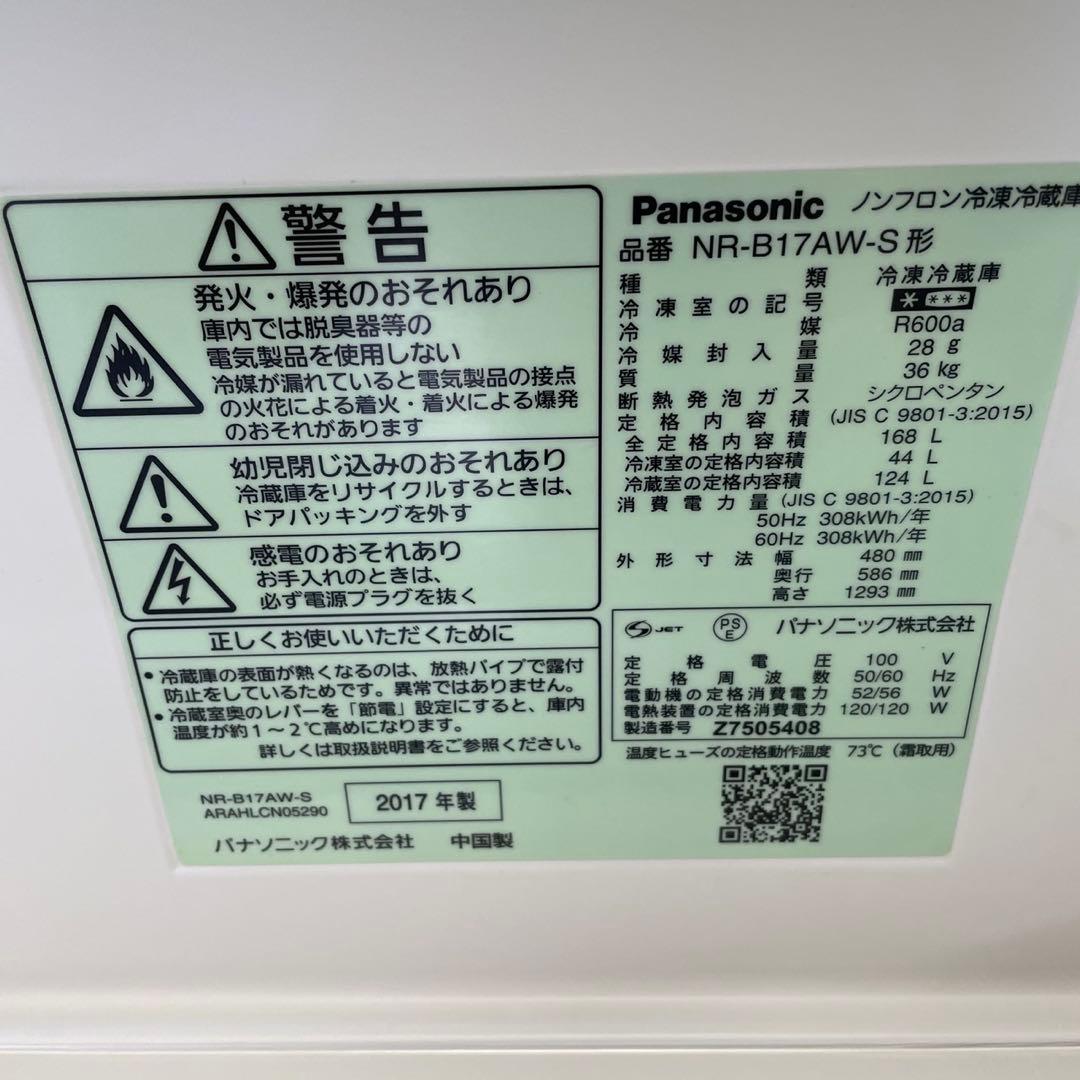 警告
発火・爆発のおそれあり
庫内では脱臭器等の
電気製品を使用しない
冷媒が漏れていると電気製品の接点
の火花による着火・着火による爆発
のおそれがあります
幼児閉じ込みのおそれあり
冷蔵庫をリサイクルするときは、
ドアパッキングを外す
感電のおそれあり
お手入れのときは、
必ず電源プラグを抜く
正しくお使いいただくために
・冷蔵庫の表面が熱くなるのは、放熱パイプで露付
防止をしているためです。異常ではありません。
・冷蔵室奥のレバーを「節電」設定にすると、庫内
温度が約1～2℃高めになります。
詳しくは取扱説明書をご参照ください。
NR-B17AW-S
ARAHLCN05290
2017年製
パナソニック株式会社 中国製
Panasonic ノンフロン冷凍冷蔵庫
品番 NR-B17AW-S形
種類 冷凍冷蔵庫
冷凍室の記号 * ***
冷媒 R600a
冷媒封入量 28 g
質量 36 kg
断熱発泡ガス シクロペンタン
定格内容積 (JIS C 9801-3:2015)
全定格内容積 168 L
冷凍室の定格内容積 44 L
冷蔵室の定格内容積 124 L
消費電力量 (JIS C 9801-3:2015)
50Hz 308kWh/年
60Hz 308kWh/年
外形寸法 幅 480 mm
奥行 586 mm
高さ 1293 mm
JET PSE パナソニック株式会社
定格電圧 100 V
定格周波数 50/60 Hz
電動機の定格消費電力 52/56 W
電熱装置の定格消費電力 120/120 W
製造番号 Z7505408
温度ヒューズの定格動作温度 73℃（霜取用）